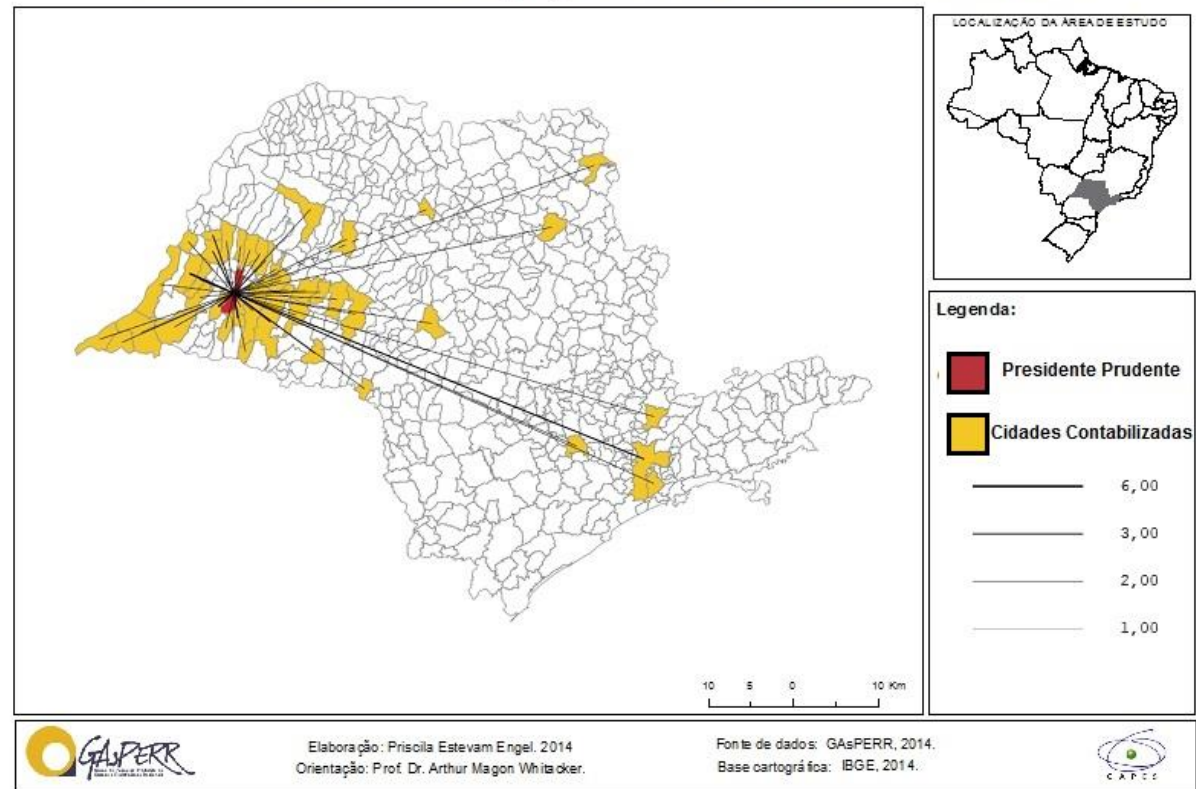 LOCALIZAÇÃO DA ÁREA DE ESTUDO
Legenda:
Presidente Prudente
Cidades Contabilizadas
6,00
3,00
2,00
1,00
10 5 0 10 Km
GAsPERR
Elaboração: Priscila Estevam Engel. 2014
Orientação: Prof. Dr. Arthur Magon Whitacker.
Fonte de dados: GAsPERR, 2014.
Base cartográfica: IBGE, 2014.
CAPES